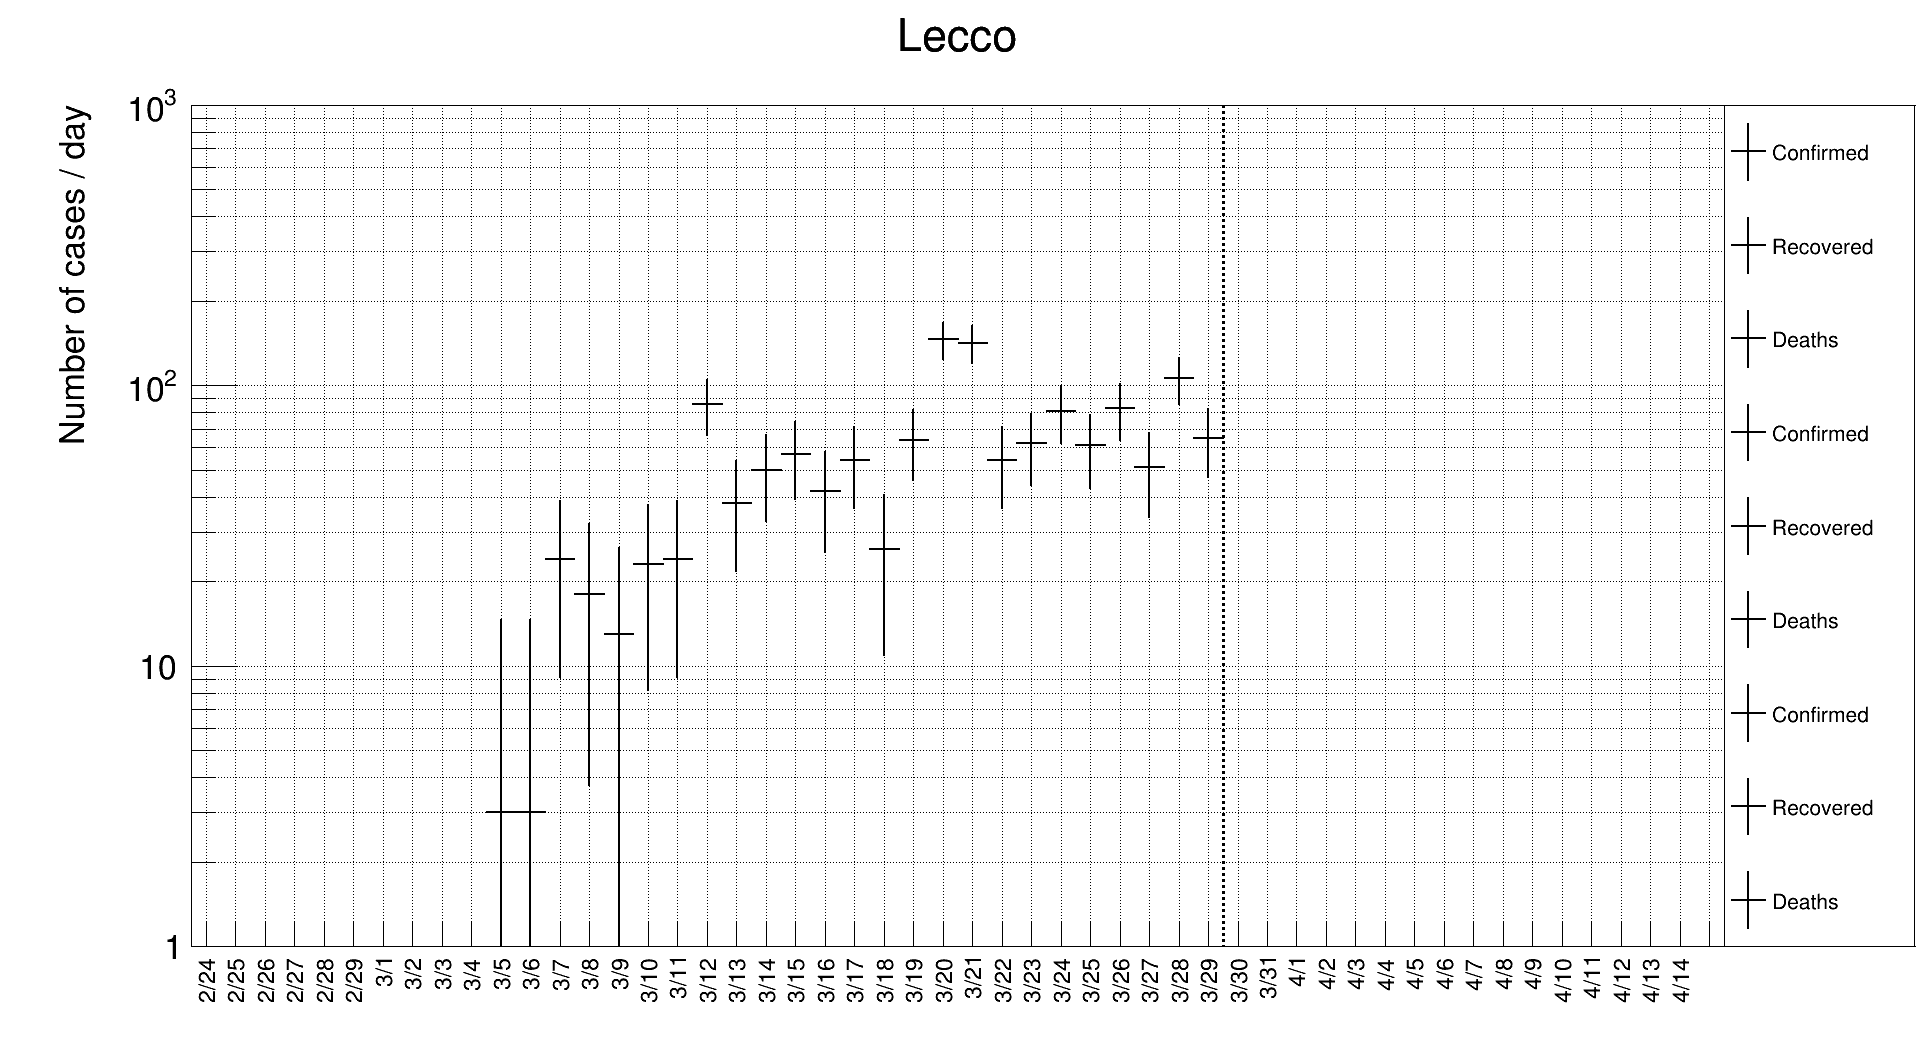 Lecco
Number of cases / day
10³
10²
10
1
2/24 2/25 2/26 2/27 2/28 2/29 3/1 3/2 3/3 3/4 3/5 3/6 3/7 3/8 3/9 3/10 3/11 3/12 3/13 3/14 3/15 3/16 3/17 3/18 3/19 3/20 3/21 3/22 3/23 3/24 3/25 3/26 3/27 3/28 3/29 3/30 3/31 4/1 4/2 4/3 4/4 4/5 4/6 4/7 4/8 4/9 4/10 4/11 4/12 4/13 4/14
Confirmed
Recovered
Deaths
Confirmed
Recovered
Deaths
Confirmed
Recovered
Deaths